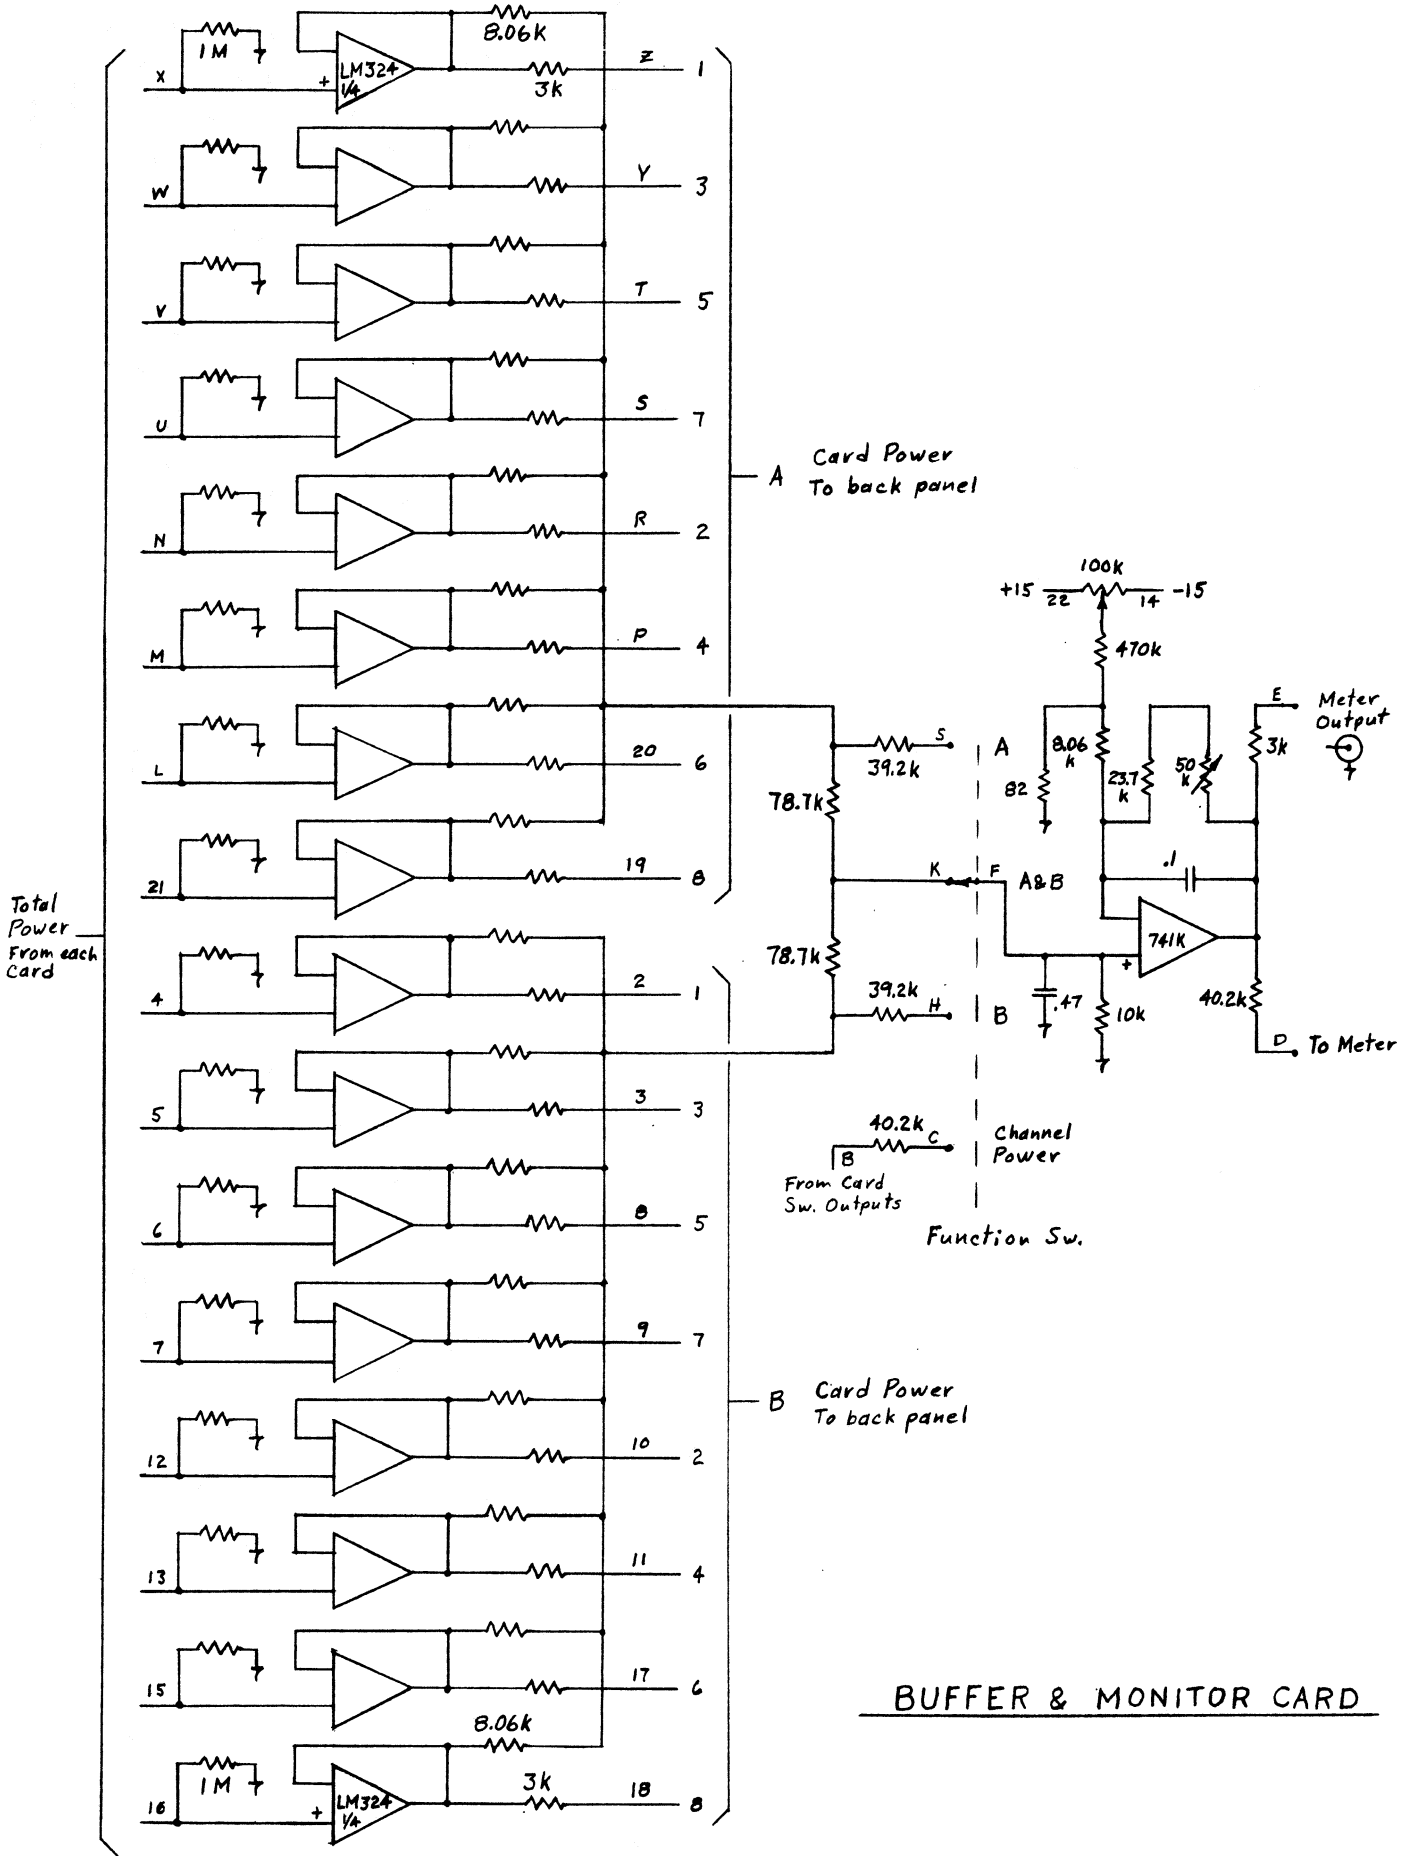 8.06K
1M
LM324
1/4
X
+
3k
Z
1
W
Y
3
V
T
5
U
S
7
N
R
2
M
P
4
L
20
6
21
19
8
A
Card Power
To back panel
Total
Power
From each
Card
4
2
1
5
3
3
6
8
5
7
9
7
12
10
2
13
11
4
15
17
6
8.06K
1M
LM324
1/4
16
+
3k
18
8
B
Card Power
To back panel
100k
+15
22
14
-15
470k
E
Meter
Output
S
39.2k
A
8.06
k
82
23.7
k
50
k
3k
78.7k
K
F
A&B
.1
741K
+
78.7k
39.2k
H
B
.47
10k
40.2k
D
To Meter
40.2k
C
B
From Card
Sw. Outputs
Channel
Power
Function Sw.
BUFFER & MONITOR CARD